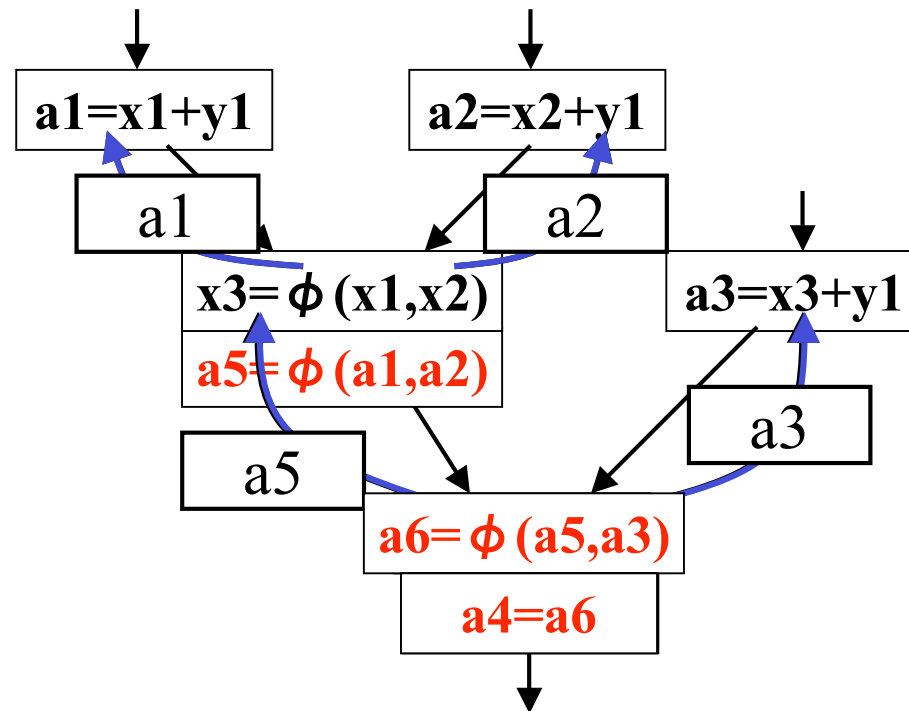 a1=x1+y1
a2=x2+y1
a1
a2
x3=ϕ(x1,x2)
a3=x3+y1
a5=ϕ(a1,a2)
a3
a5
a6=ϕ(a5,a3)
a4=a6